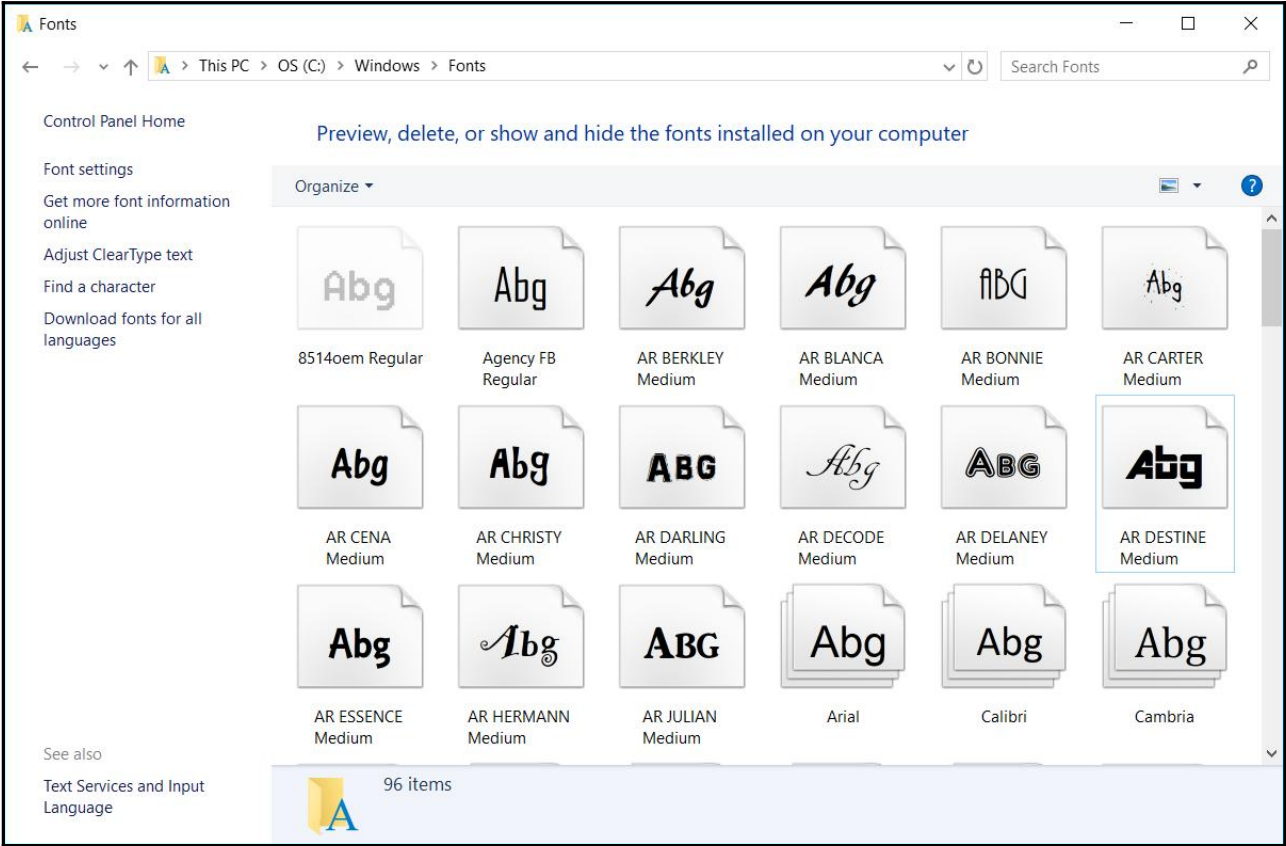 Fonts
This PC > OS (C:) > Windows > Fonts
Search Fonts
Control Panel Home
Font settings
Get more font information
online
Adjust ClearType text
Find a character
Download fonts for all
languages
See also
Text Services and Input
Language
Preview, delete, or show and hide the fonts installed on your computer
Organize
?
Abg Abg Abg Abg ABG Abg
8514oem Regular Agency FB AR BERKLEY AR BLANCA AR BONNIE AR CARTER
Regular Medium Medium Medium Medium
Abg Abg ABG Abg ABG Abg
AR CENA AR CHRISTY AR DARLING AR DECODE AR DELANEY AR DESTINE
Medium Medium Medium Medium Medium Medium
Abg Abg ABG Abg Abg Abg
AR ESSENCE AR HERMANN AR JULIAN Arial Calibri Cambria
Medium Medium Medium
A
96 items